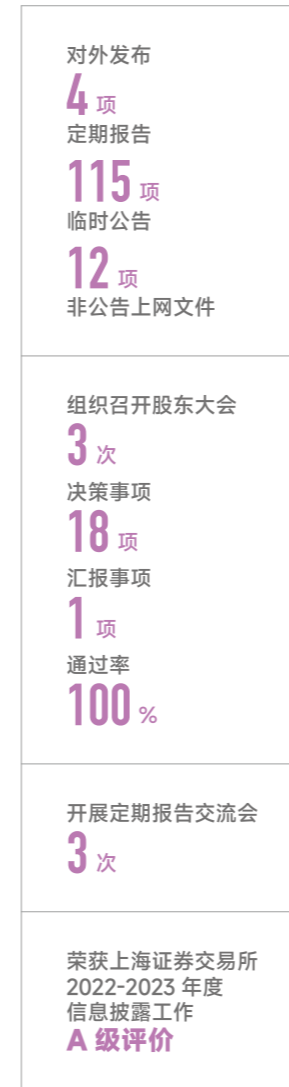 对外发布
4 项
定期报告
115 项
临时公告
12 项
非公告上网文件
组织召开股东大会
3 次
决策事项
18 项
汇报事项
1 项
通过率
100 %
开展定期报告交流会
3 次
荣获上海证券交易所
2022-2023 年度
信息披露工作
A 级评价